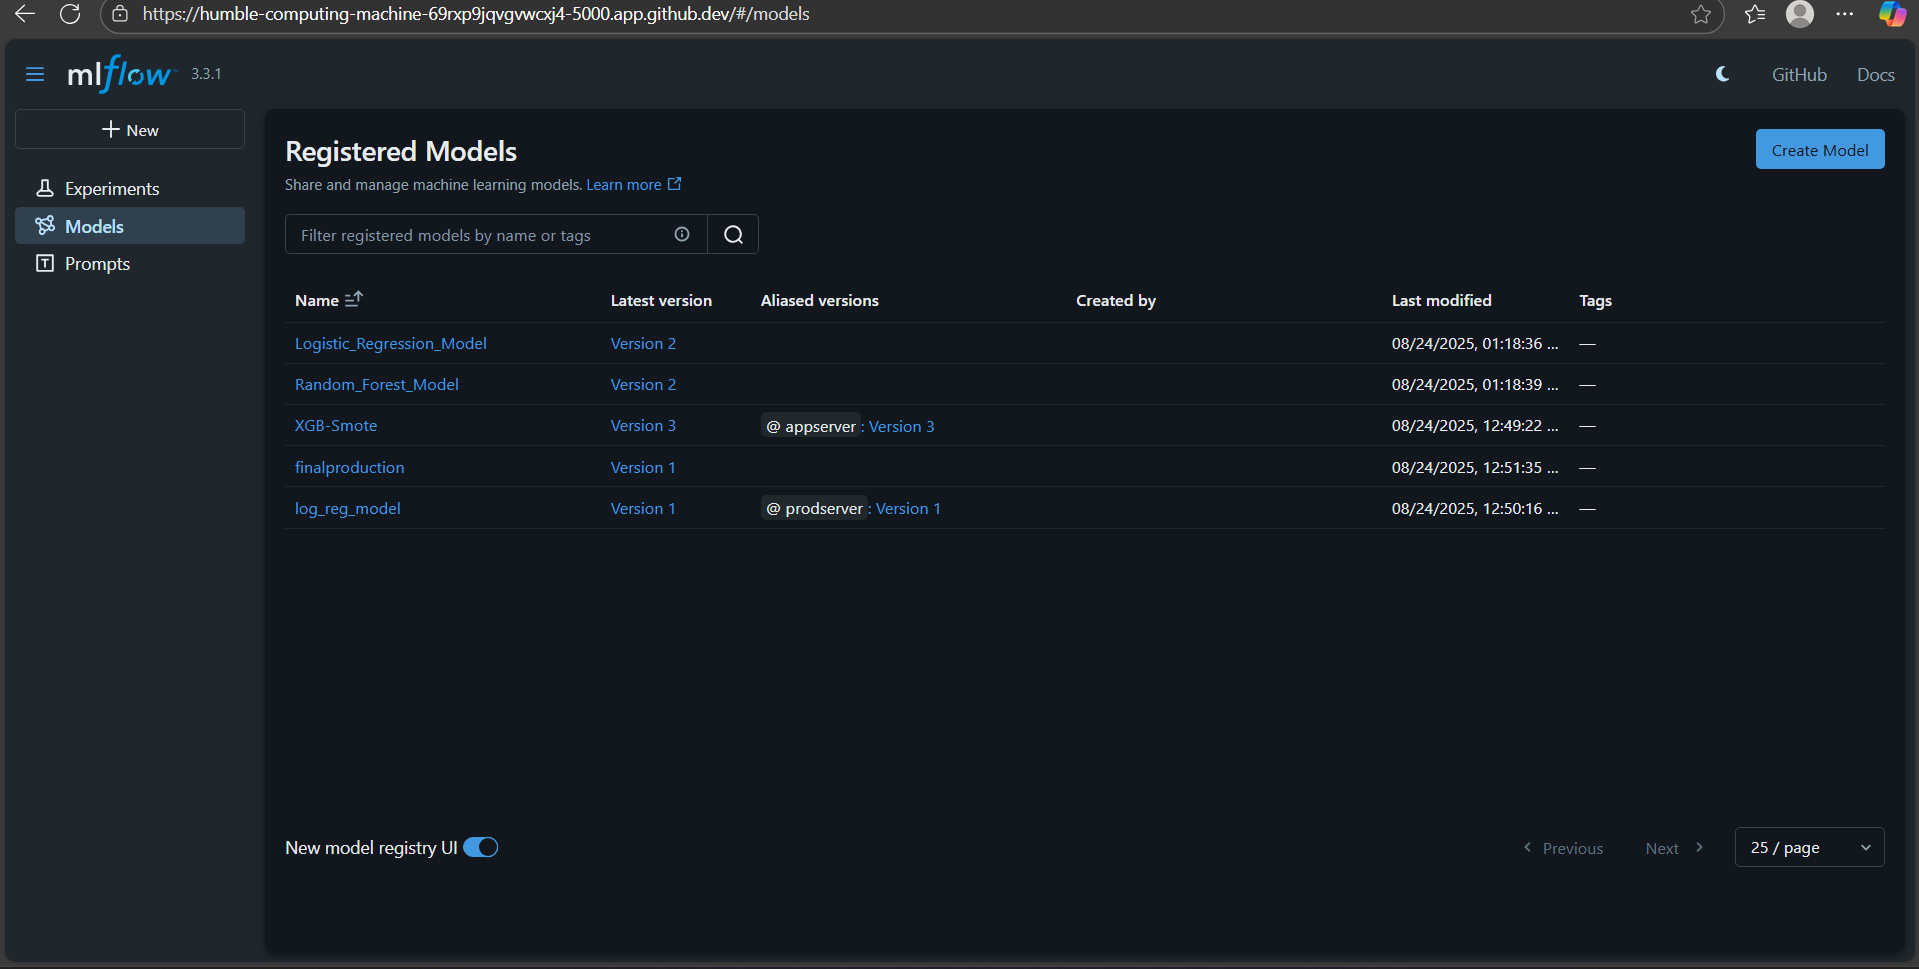 https://humble-computing-machine-69rxp9jqvgvwcxj4-5000.app.github.dev/#/models
mlflow 3.3.1
GitHub Docs
New
Experiments
Models
Prompts
Registered Models
Create Model
Share and manage machine learning models. Learn more
Filter registered models by name or tags
Name Latest version Aliased versions Created by Last modified Tags
Logistic_Regression_Model Version 2 08/24/2025, 01:18:36 ... —
Random_Forest_Model Version 2 08/24/2025, 01:18:39 ... —
XGB-Smote Version 3 @ appserver : Version 3 08/24/2025, 12:49:22 ... —
finalproduction Version 1 08/24/2025, 12:51:35 ... —
log_reg_model Version 1 @ prodserver : Version 1 08/24/2025, 12:50:16 ... —
New model registry UI
Previous Next 25 / page